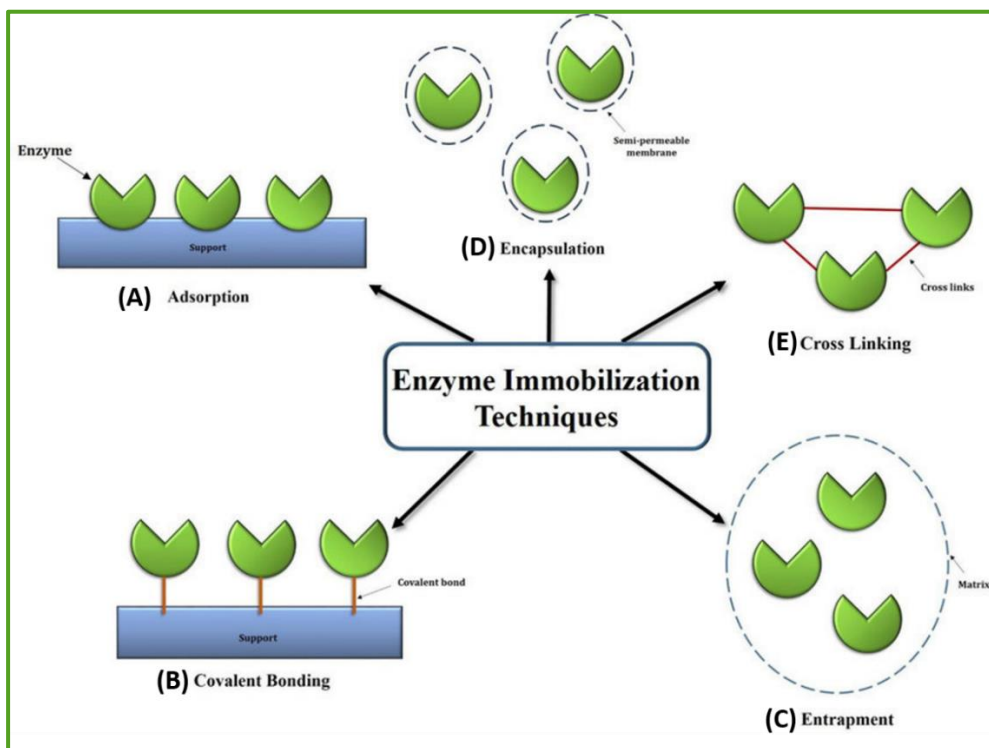 Semi-permeable
membrane
Enzyme
Support
(D) Encapsulation
Cross links
(A) Adsorption
(E) Cross Linking
Enzyme Immobilization
Techniques
Covalent bond
Matrix
Support
(B) Covalent Bonding
(C) Entrapment